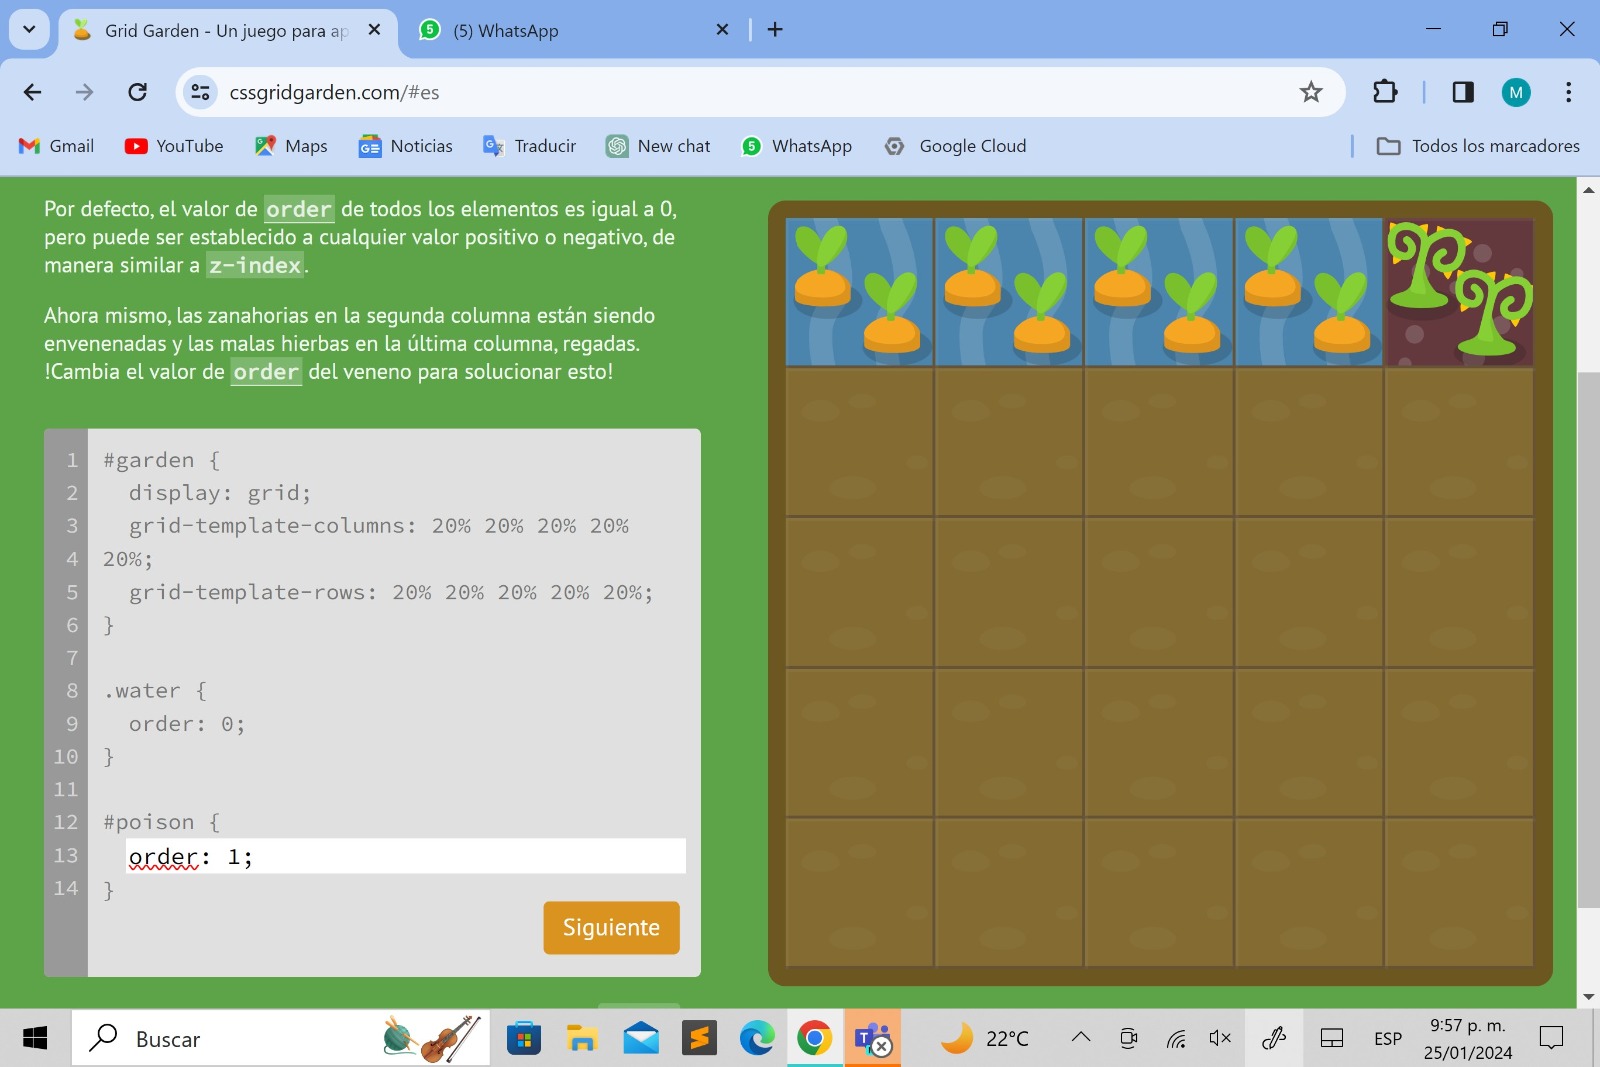 Grid Garden - Un juego para ap
5 (5) WhatsApp
cssgridgarden.com/#es
M
Gmail YouTube Maps Noticias Traducir New chat 5 WhatsApp Google Cloud Todos los marcadores
Por defecto, el valor de order de todos los elementos es igual a 0,
pero puede ser establecido a cualquier valor positivo o negativo, de
manera similar a z-index.
Ahora mismo, las zanahorias en la segunda columna están siendo
envenenadas y las malas hierbas en la última columna, regadas.
!Cambia el valor de order del veneno para solucionar esto!
1 #garden {
2 display: grid;
3 grid-template-columns: 20% 20% 20% 20%
4 20%;
5 grid-template-rows: 20% 20% 20% 20% 20%;
6 }
7
8 .water {
9 order: 0;
10 }
11
12 #poison {
13 order: 1;
14 }
Siguiente
Buscar
22°C
ESP
9:57 p. m.
25/01/2024